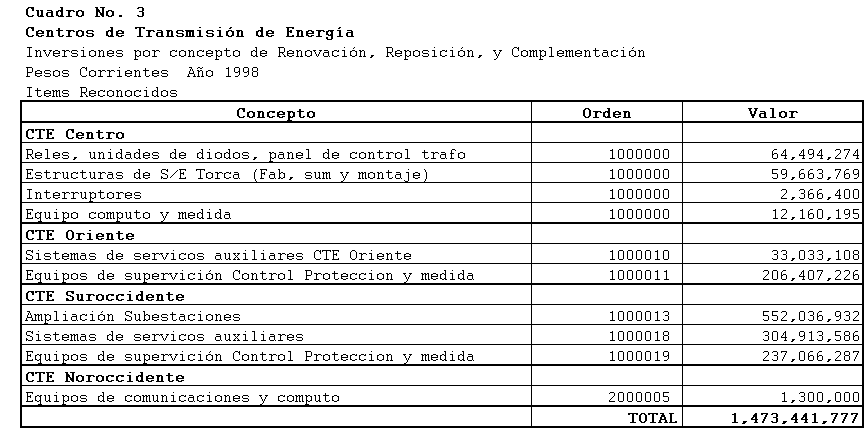 Cuadro No. 3
Centros de Transmisión de Energía
Inversiones por concepto de Renovación, Reposición, y Complementación
Pesos Corrientes  Año 1998
Items Reconocidos
Concepto Orden Valor
CTE Centro
Reles, unidades de diodos, panel de control trafo 1000000 64,494,274
Estructuras de S/E Torca (Fab, sum y montaje) 1000000 59,663,769
Interruptores 1000000 2,366,400
Equipo computo y medida 1000000 12,160,195
CTE Oriente
Sistemas de servicos auxiliares CTE Oriente 1000010 33,033,108
Equipos de supervición Control Proteccion y medida 1000011 206,407,226
CTE Suroccidente
Ampliación Subestaciones 1000013 552,036,932
Sistemas de servicos auxiliares 1000018 304,913,586
Equipos de supervición Control Proteccion y medida 1000019 237,066,287
CTE Noroccidente
Equipos de comunicaciones y computo 2000005 1,300,000
TOTAL 1,473,441,777